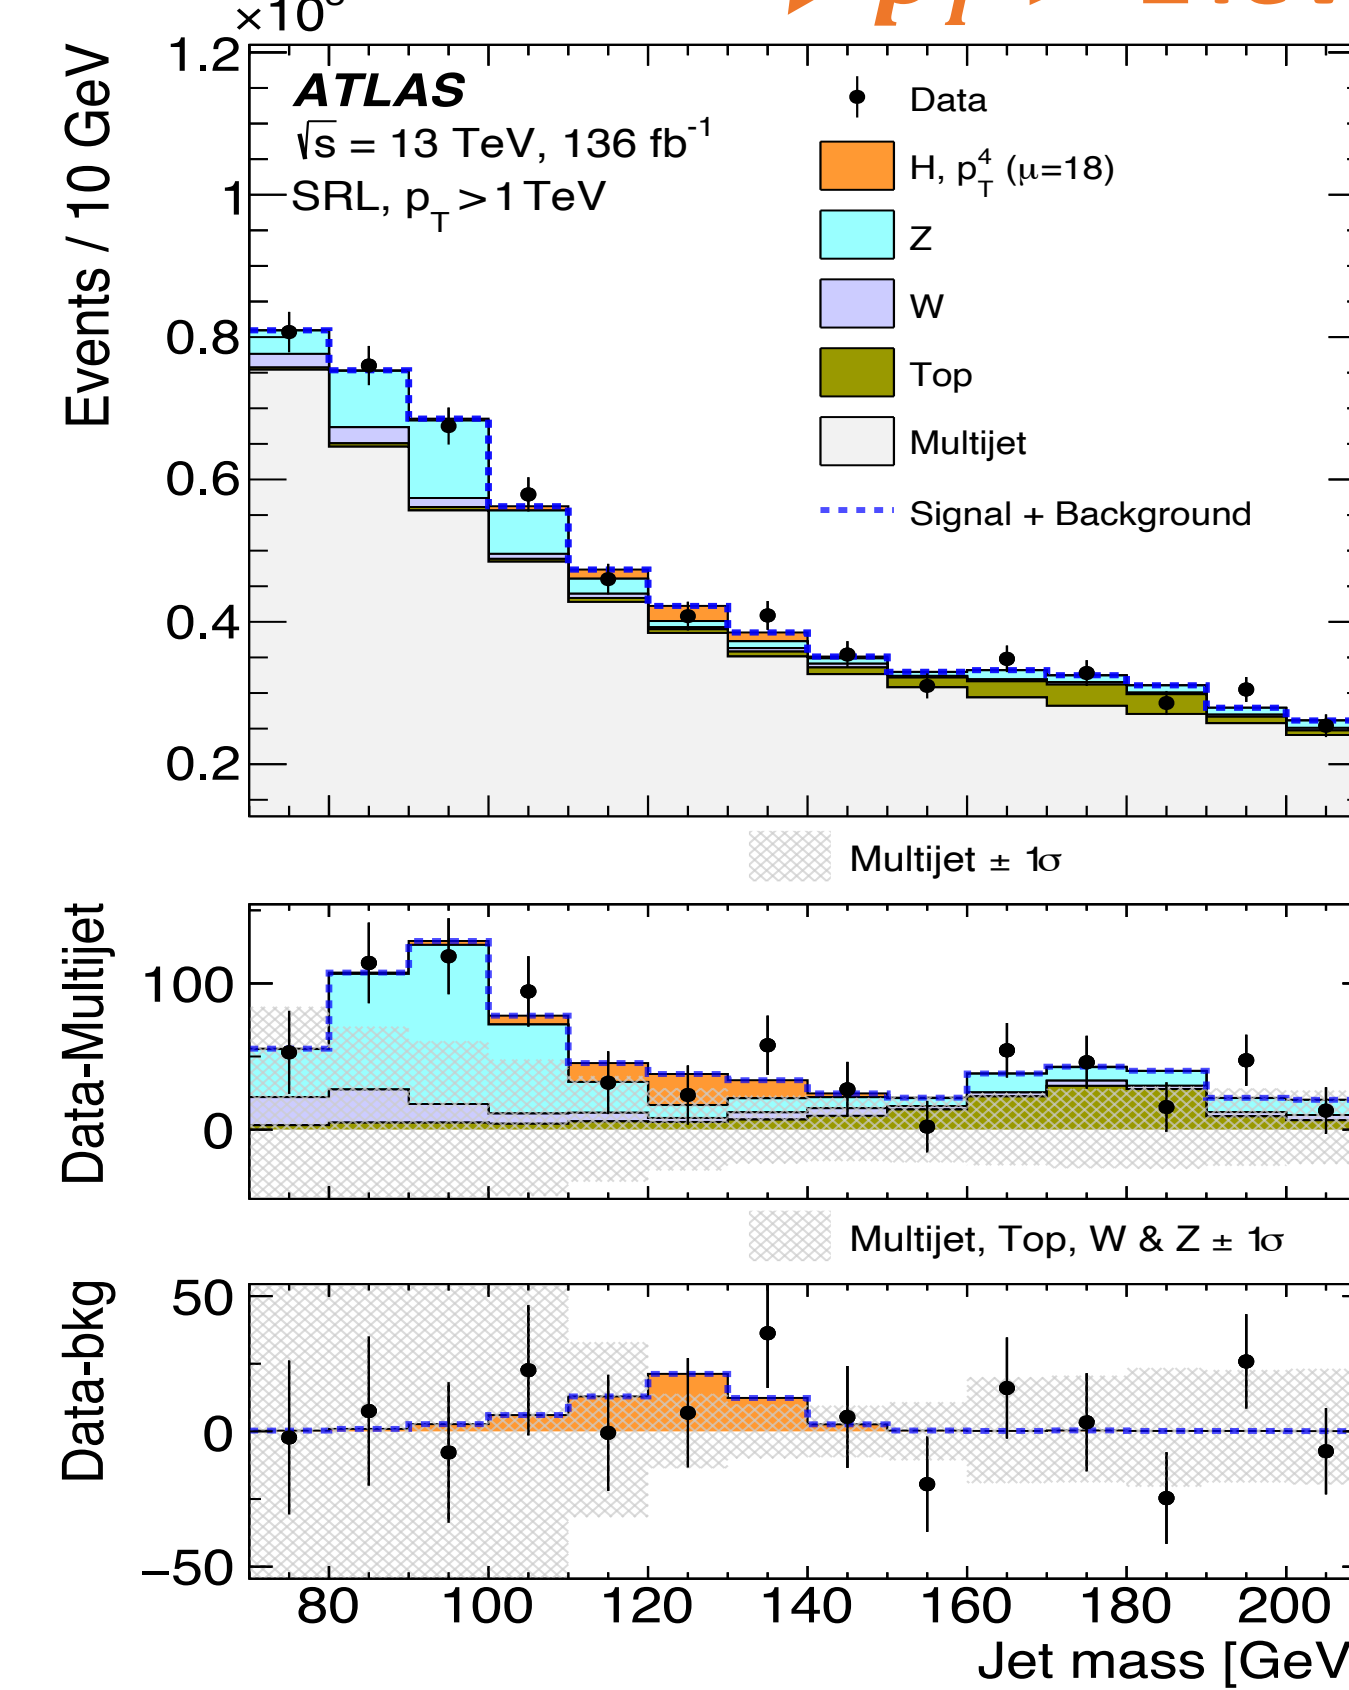 ×10
1.2
ATLAS
√s = 13 TeV, 136 fb⁻¹
SRL, p_T > 1 TeV
Data
H, p_T^4 (μ=18)
Z
W
Top
Multijet
Signal + Background
Events / 10 GeV
1
0.8
0.6
0.4
0.2
Multijet ± 1σ
Data-Multijet
100
0
Multijet, Top, W & Z ± 1σ
Data-bkg
50
0
−50
80 100 120 140 160 180 200
Jet mass [GeV